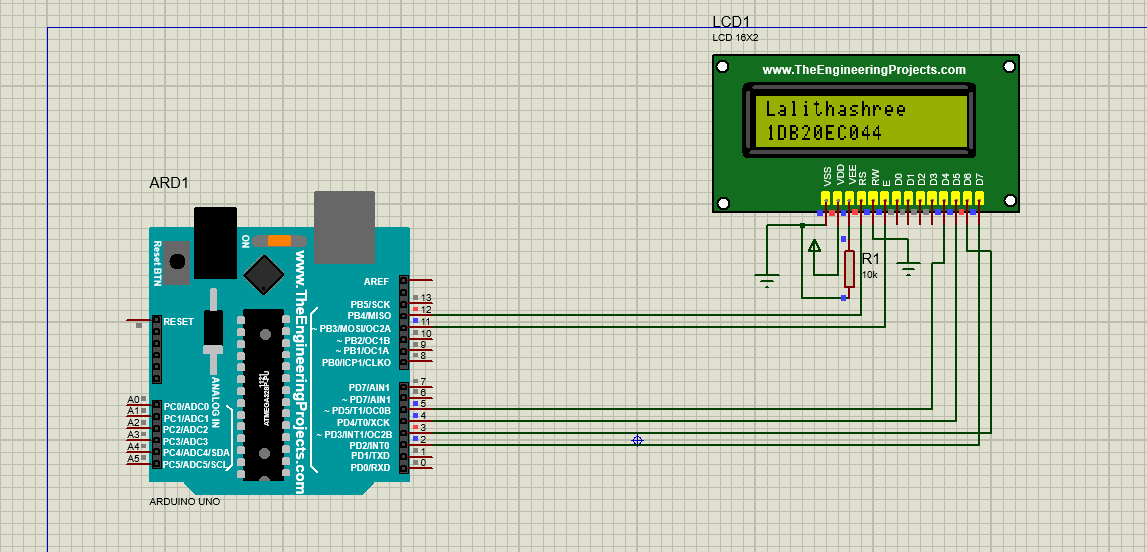 LCD1
LCD 16X2
www.TheEngineeringProjects.com
Lalithashree
1DB20EC044
VSS
VDD
VEE
RS
RW
E
D0
D1
D2
D3
D4
D5
D6
D7
R1
10k
ARD1
Reset BTN
ON
www.TheEngineeringProjects.com
RESET
ANALOG IN
ATMEGA328P-PU
1121
AREF
PB5/SCK
13
PB4/MISO
12
~ PB3/MOSI/OC2A
11
~ PB2/OC1B
10
~ PB1/OC1A
9
PB0/ICP1/CLKO
8
PD7/AIN1
7
~ PD7/AIN1
6
~ PD5/T1/OC0B
5
PD4/T0/XCK
4
~ PD3/INT1/OC2B
3
PD2/INT0
2
PD1/TXD
1
PD0/RXD
0
A0
PC0/ADC0
A1
PC1/ADC1
A2
PC2/ADC2
A3
PC3/ADC3
A4
PC4/ADC4/SDA
A5
PC5/ADC5/SCL
ARDUINO UNO